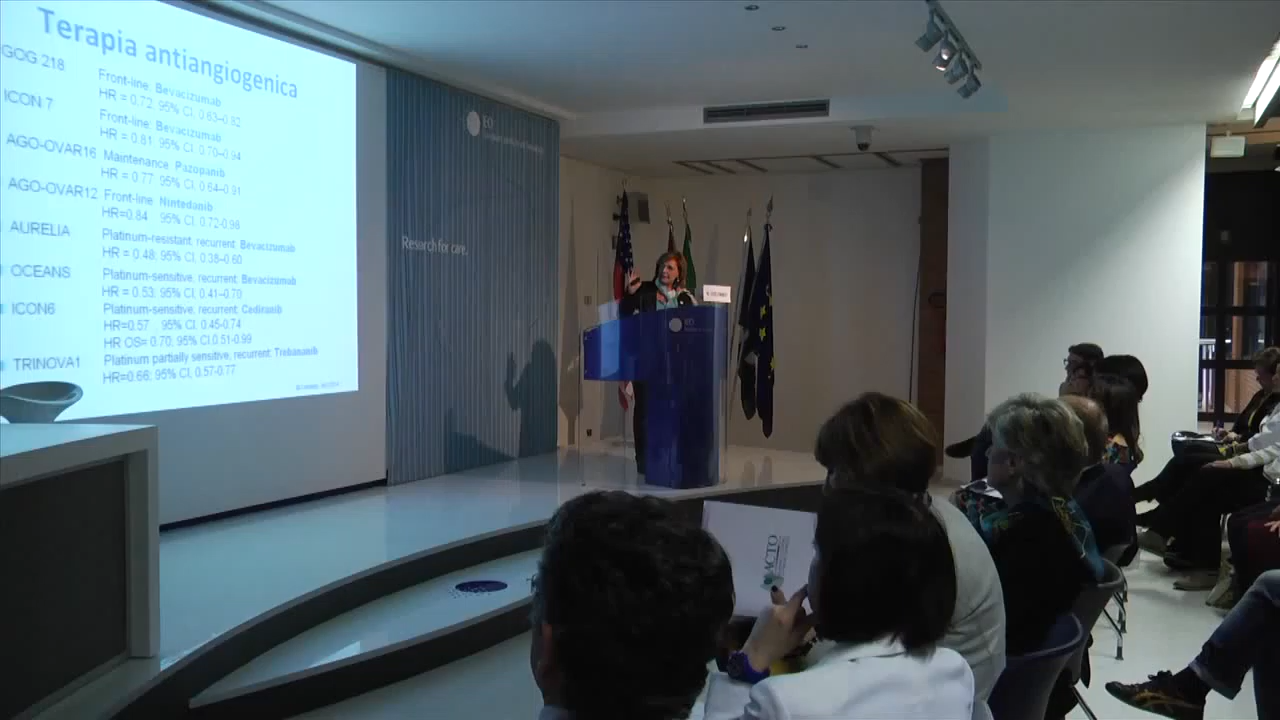 Terapia antiangiogenica
GOG 218
Front-line: Bevacizumab
HR = 0.72 95% CI, 0.63–0.82
ICON 7
Front-line: Bevacizumab
HR = 0.81 95% CI, 0.70–0.94
AGO-OVAR16
Maintenance: Pazopanib
HR = 0.77 95% CI, 0.64–0.91
AGO-OVAR12
Front-line Nintedanib
HR=0.84 95% CI, 0.72-0.98
AURELIA
Platinum-resistant, recurrent: Bevacizumab
HR = 0.48; 95% CI, 0.38–0.60
OCEANS
Platinum-sensitive, recurrent: Bevacizumab
HR = 0.53; 95% CI, 0.41–0.70
ICON6
Platinum-sensitive, recurrent: Cediranib
HR=0.57 95% CI, 0.45-0.74
HR OS= 0.70; 95% CI,0.51-0.99
TRINOVA1
Platinum partially sensitive, recurrent: Trebananib
HR=0.66; 95% CI, 0.57-0.77
IEO
Research for care.
IEO
ACTO